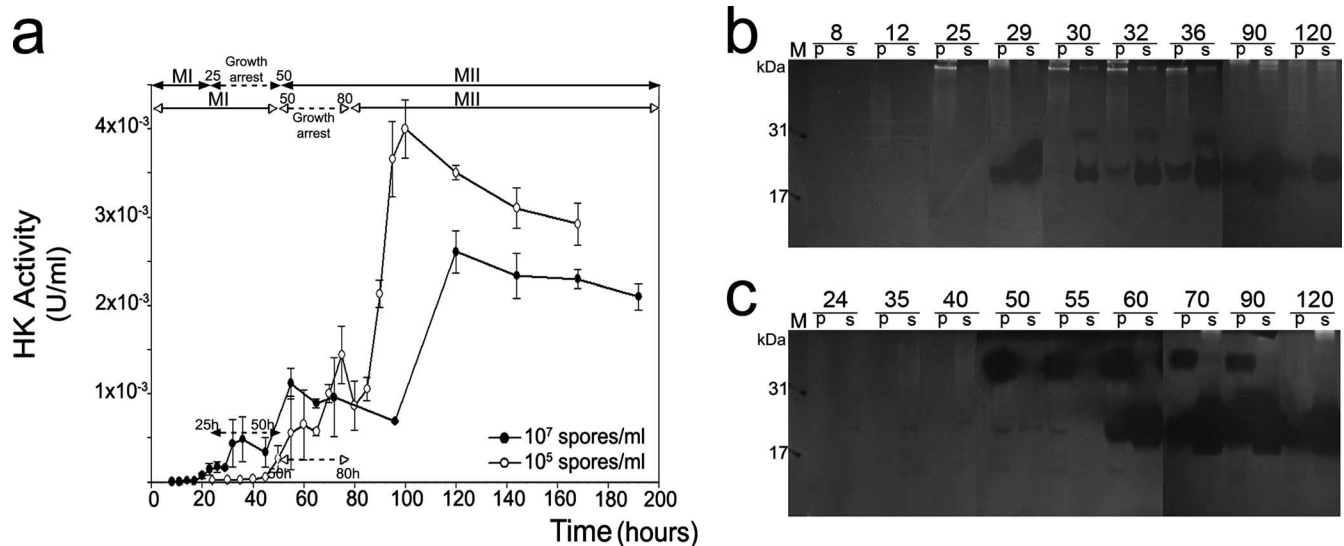 a
MI 25 Growth arrest 50 MII
MI 50 Growth arrest 80 MII
4x10⁻³
3x10⁻³
2x10⁻³
1x10⁻³
HK Activity
(U/ml)
25h 50h
50h 80h
10⁷ spores/ml
10⁵ spores/ml
0 20 40 60 80 100 120 140 160 180 200
Time (hours)
b
8 12 25 29 30 32 36 90 120
M p s p s p s p s p s p s p s p s p s
kDa
31
17
c
24 35 40 50 55 60 70 90 120
M p s p s p s p s p s p s p s p s p s
kDa
31
17